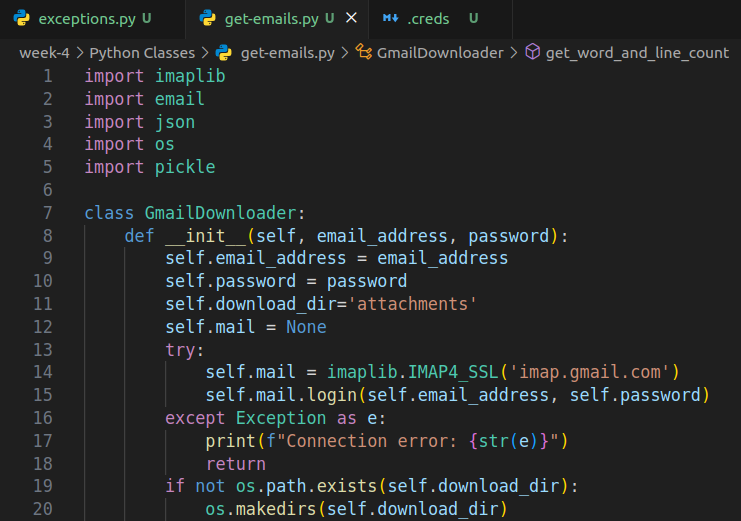 exceptions.py U get-emails.py U × .creds U
week-4 > Python Classes > get-emails.py > GmailDownloader > get_word_and_line_count
1 import imaplib
2 import email
3 import json
4 import os
5 import pickle
6
7 class GmailDownloader:
8     def __init__(self, email_address, password):
9         self.email_address = email_address
10         self.password = password
11         self.download_dir='attachments'
12         self.mail = None
13         try:
14             self.mail = imaplib.IMAP4_SSL('imap.gmail.com')
15             self.mail.login(self.email_address, self.password)
16         except Exception as e:
17             print(f"Connection error: {str(e)}")
18             return
19         if not os.path.exists(self.download_dir):
20             os.makedirs(self.download_dir)